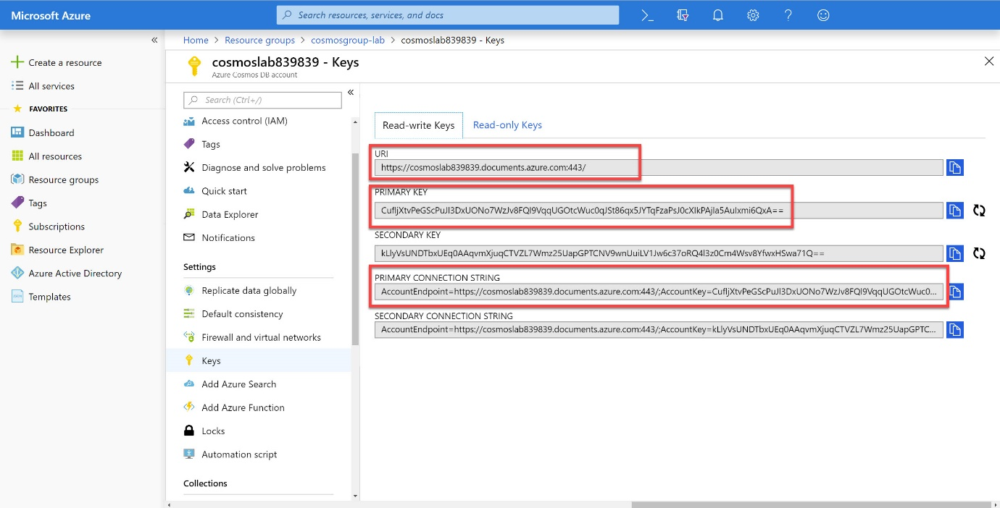 Microsoft Azure
Search resources, services, and docs
Home > Resource groups > cosmosgroup-lab > cosmoslab839839 - Keys
Create a resource
All services
FAVORITES
Dashboard
All resources
Resource groups
Tags
Subscriptions
Resource Explorer
Azure Active Directory
Templates
cosmoslab839839 - Keys
Azure Cosmos DB account
Search (Ctrl+/)
Access control (IAM)
Tags
Diagnose and solve problems
Quick start
Data Explorer
Notifications
Settings
Replicate data globally
Default consistency
Firewall and virtual networks
Keys
Add Azure Search
Add Azure Function
Locks
Automation script
Collections
Read-write Keys
Read-only Keys
URI
https://cosmoslab839839.documents.azure.com:443/
PRIMARY KEY
SECONDARY KEY
PRIMARY CONNECTION STRING
AccountEndpoint=https://cosmoslab839839.documents.azure.com:443/;AccountKey=
SECONDARY CONNECTION STRING
AccountEndpoint=https://cosmoslab839839.documents.azure.com:443/;AccountKey=